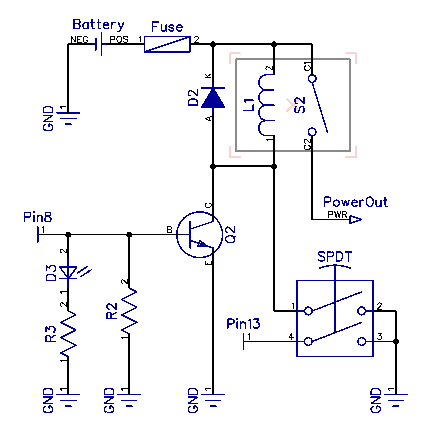 Battery
Fuse
NEG
POS
1
2
K
D2
A
2
L1
1
C1
S2
C2
PowerOut
PWR
Pin8
1
B
C
Q2
E
2
D3
1
2
R3
1
2
R2
1
SPDT
1
2
Pin13
1
4
3
1
GND
1
GND
GND
GND
1
GND
1